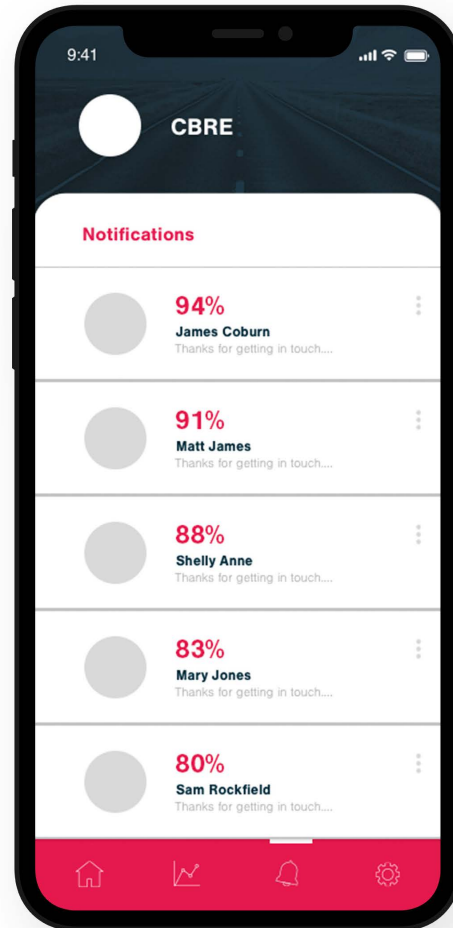 9:41
CBRE
Notifications
94%
James Coburn
Thanks for getting in touch....
91%
Matt James
Thanks for getting in touch....
88%
Shelly Anne
Thanks for getting in touch....
83%
Mary Jones
Thanks for getting in touch....
80%
Sam Rockfield
Thanks for getting in touch....